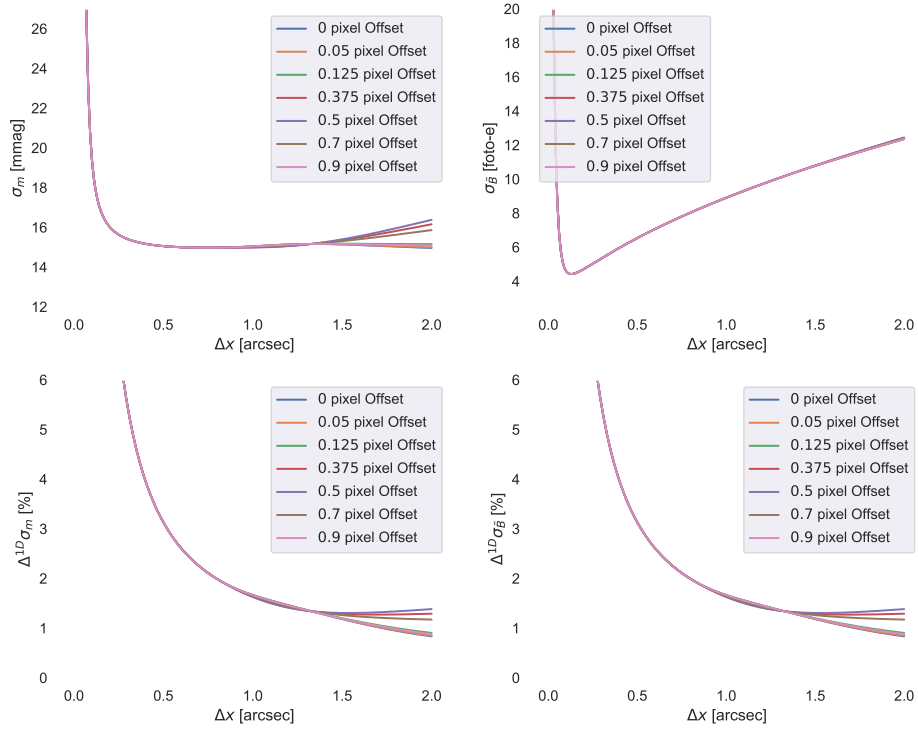 26
24
22
20
18
16
14
12
σ_m [mmag]
0.0 0.5 1.0 1.5 2.0
Δx [arcsec]
0 pixel Offset
0.05 pixel Offset
0.125 pixel Offset
0.375 pixel Offset
0.5 pixel Offset
0.7 pixel Offset
0.9 pixel Offset
20
18
16
14
12
10
8
6
4
σ_B̃ [foto-e]
0.0 0.5 1.0 1.5 2.0
Δx [arcsec]
0 pixel Offset
0.05 pixel Offset
0.125 pixel Offset
0.375 pixel Offset
0.5 pixel Offset
0.7 pixel Offset
0.9 pixel Offset
6
5
4
3
2
1
0
Δ^{1D}σ_m [%]
0.0 0.5 1.0 1.5 2.0
Δx [arcsec]
0 pixel Offset
0.05 pixel Offset
0.125 pixel Offset
0.375 pixel Offset
0.5 pixel Offset
0.7 pixel Offset
0.9 pixel Offset
6
5
4
3
2
1
0
Δ^{1D}σ_B̃ [%]
0.0 0.5 1.0 1.5 2.0
Δx [arcsec]
0 pixel Offset
0.05 pixel Offset
0.125 pixel Offset
0.375 pixel Offset
0.5 pixel Offset
0.7 pixel Offset
0.9 pixel Offset